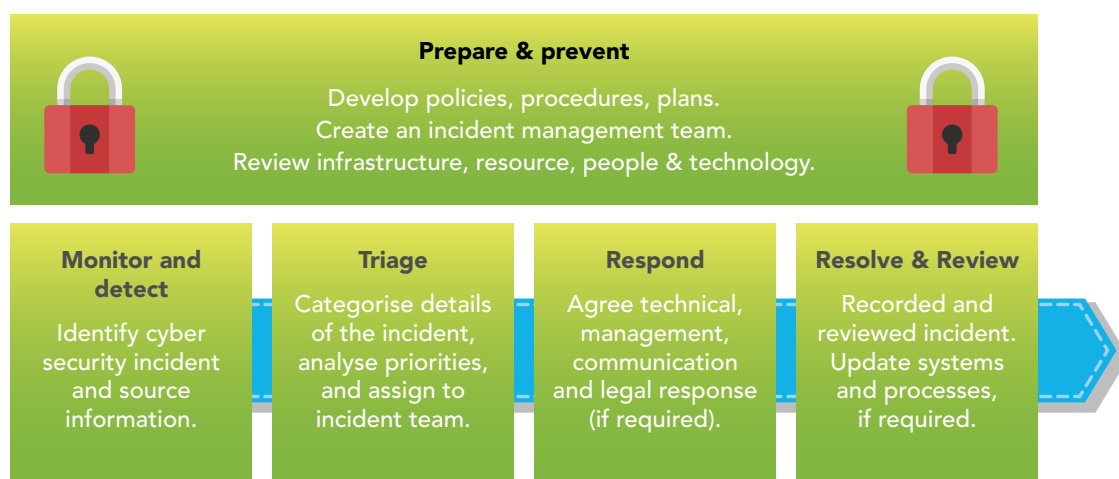 Prepare & prevent
Develop policies, procedures, plans.
Create an incident management team.
Review infrastructure, resource, people & technology.
Monitor and
detect
Identify cyber
security incident
and source
information.
Triage
Categorise details
of the incident,
analyse priorities,
and assign to
incident team.
Respond
Agree technical,
management,
communication
and legal response
(if required).
Resolve & Review
Recorded and
reviewed incident.
Update systems
and processes,
if required.